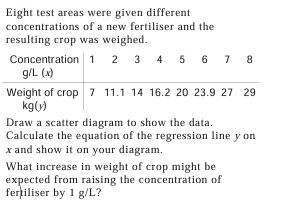 Eight test areas were given different
concentrations of a new fertiliser and the
resulting crop was weighed.
Concentration 1 2 3 4 5 6 7 8
g/L (x)
Weight of crop 7 11.1 14 16.2 20 23.9 27 29
kg(y)
Draw a scatter diagram to show the data.
Calculate the equation of the regression line y on
x and show it on your diagram.
What increase in weight of crop might be
expected from raising the concentration of
fertiliser by 1 g/L?